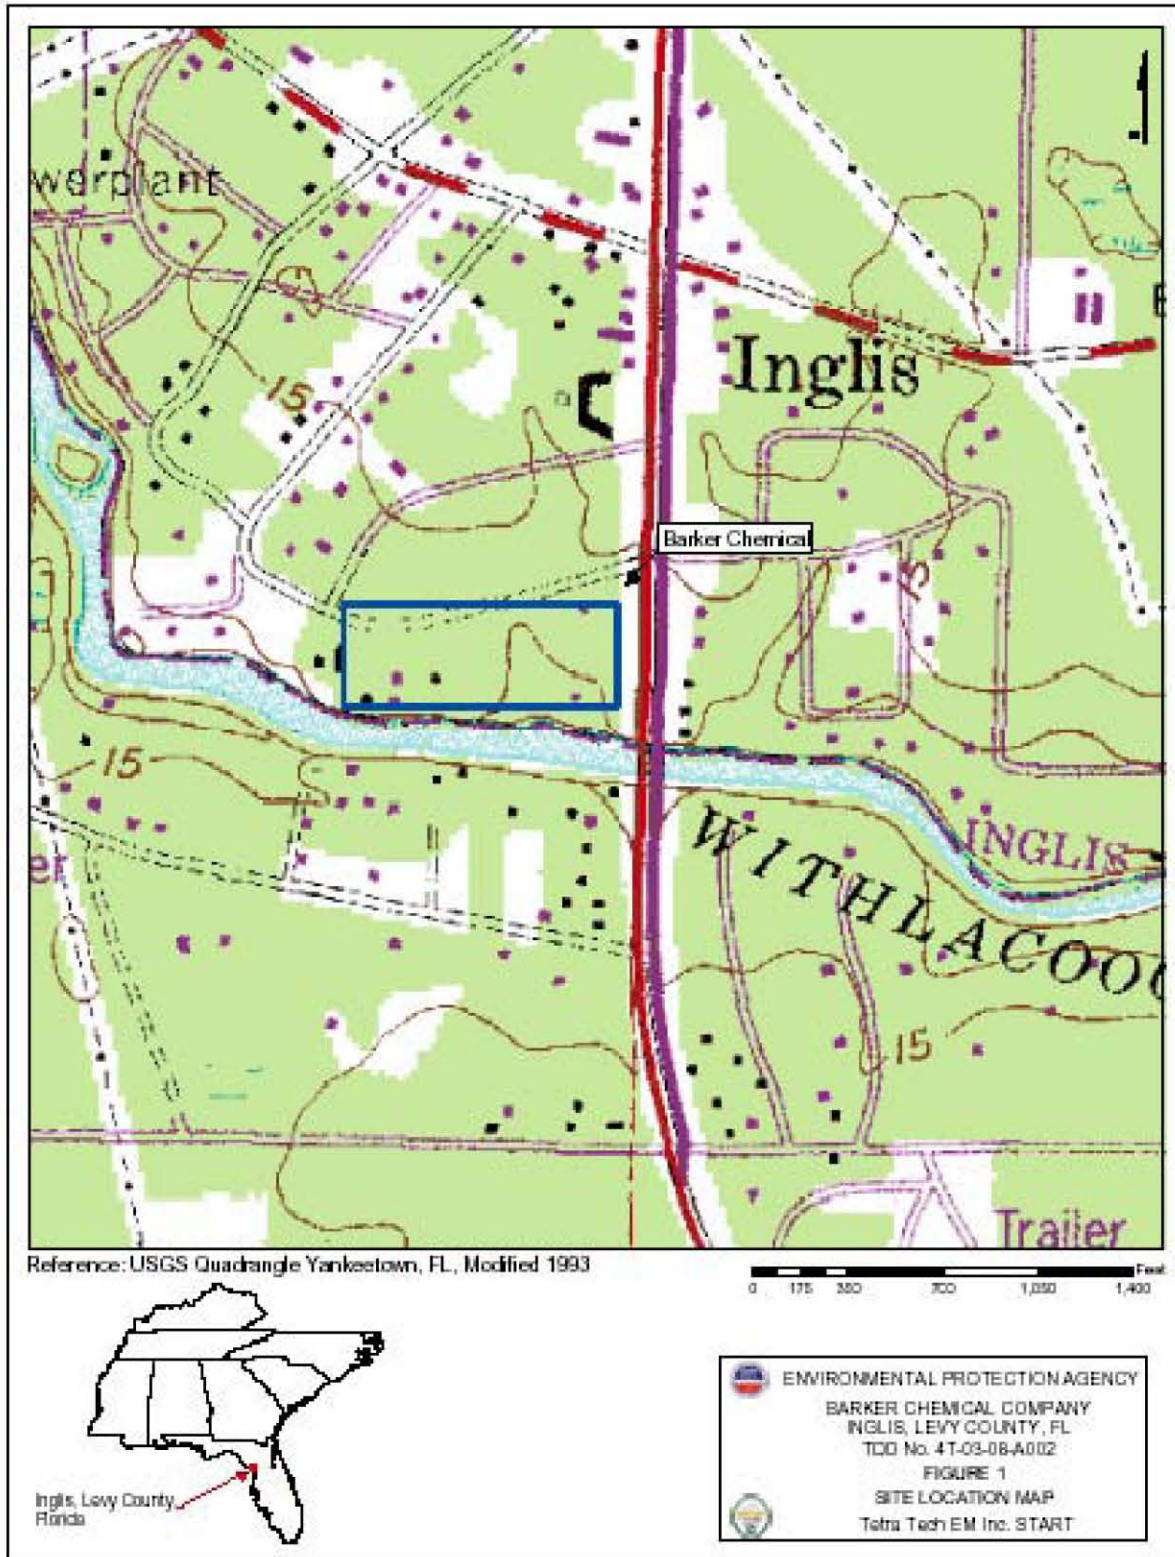 werplant
Inglis
15
Barker Chemical
15
15
INGLIS
WITHLACOO
er
15
Trailer
Reference: USGS Quadrangle Yankeetown, FL, Modified 1993
Feet
0 175 350 700 1,050 1,400
ENVIRONMENTAL PROTECTION AGENCY
BARKER CHEMICAL COMPANY
INGLIS, LEVY COUNTY, FL
TDD No. 4T-03-08-A002
FIGURE 1
SITE LOCATION MAP
Tetra Tech EM Inc. START
Inglis, Levy County
Florida